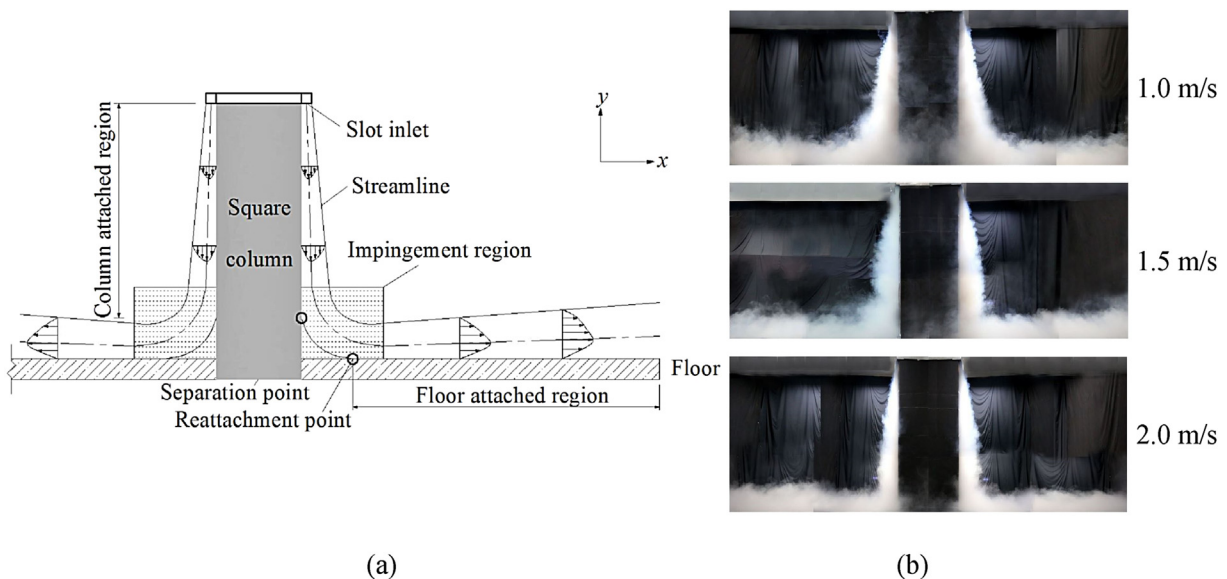 Column attached region
Slot inlet
Streamline
Square
column
Impingement region
y
x
Separation point
Reattachment point
Floor attached region
Floor
(a)
1.0 m/s
1.5 m/s
2.0 m/s
(b)